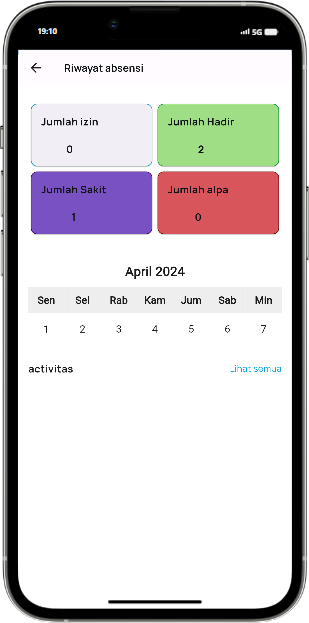 19:10 5G
Riwayat absensi
Jumlah izin Jumlah Hadir
0 2
Jumlah Sakit Jumlah alpa
1 0
April 2024
Sen Sel Rab Kam Jum Sab Min
1 2 3 4 5 6 7
activitas Lihat semua